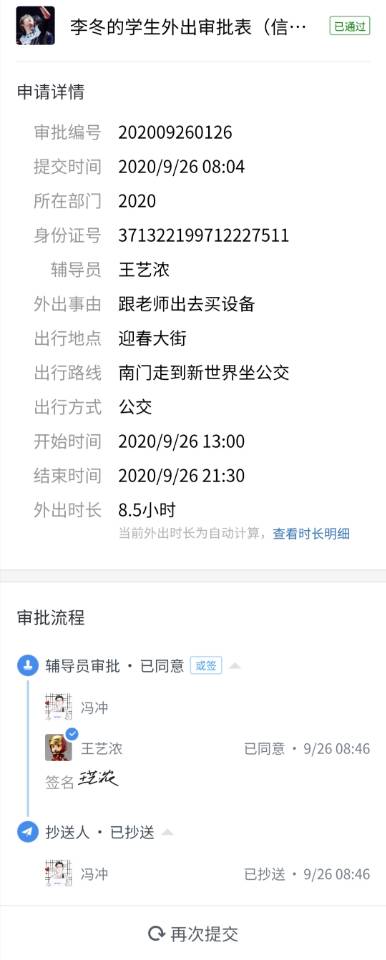 李冬的学生外出审批表（信…
已通过
申请详情
审批编号 202009260126
提交时间 2020/9/26 08:04
所在部门 2020
身份证号 371322199712227511
辅导员 王艺浓
外出事由 跟老师出去买设备
出行地点 迎春大街
出行路线 南门走到新世界坐公交
出行方式 公交
开始时间 2020/9/26 13:00
结束时间 2020/9/26 21:30
外出时长 8.5小时
当前外出时长为自动计算，查看时长明细
审批流程
辅导员审批・已同意 或签
冯冲
王艺浓 已同意・9/26 08:46
签名 王艺浓
抄送人・已抄送
冯冲 已抄送・9/26 08:46
再次提交